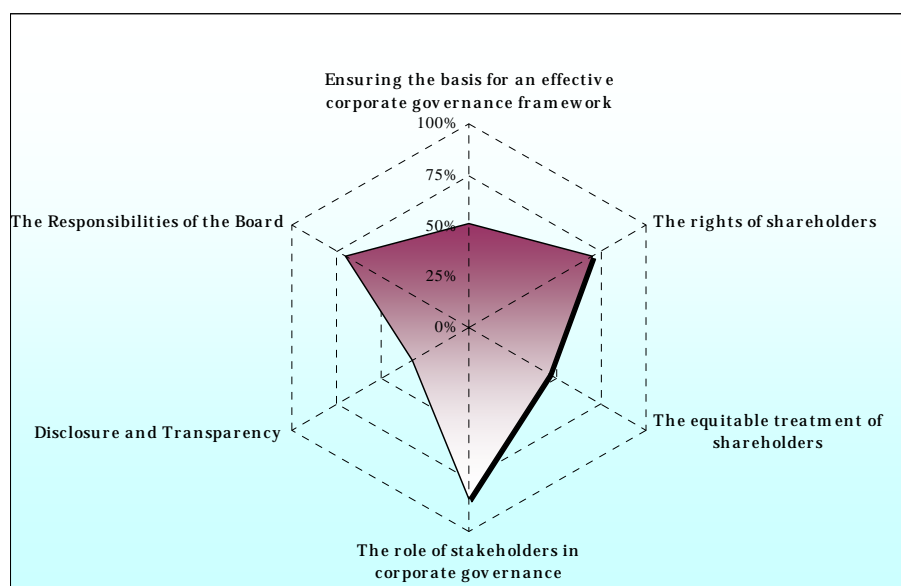 Ensuring the basis for an effective
corporate governance framework
100%
75%
The Responsibilities of the Board
50%
The rights of shareholders
25%
0%
Disclosure and Transparency
The equitable treatment of
shareholders
The role of stakeholders in
corporate governance